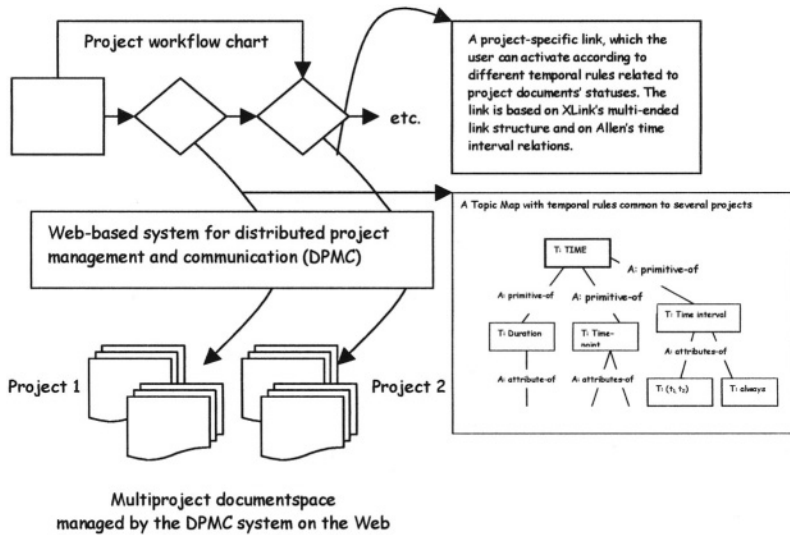 Project workflow chart
etc.
A project-specific link, which the
user can activate according to
different temporal rules related to
project documents' statuses. The
link is based on XLink's multi-ended
link structure and on Allen's time
interval relations.
Web-based system for distributed project
management and communication (DPMC)
A Topic Map with temporal rules common to several projects
T: TIME
A: primitive-of
A: primitive-of
A: primitive-of
T: Duration
T: Time-
point
T: Time interval
A: attribute-of
A: attributes-of
A: attributes-of
T: (t₁, t₂)
T: always
Project 1
Project 2
Multiproject documentspace
managed by the DPMC system on the Web